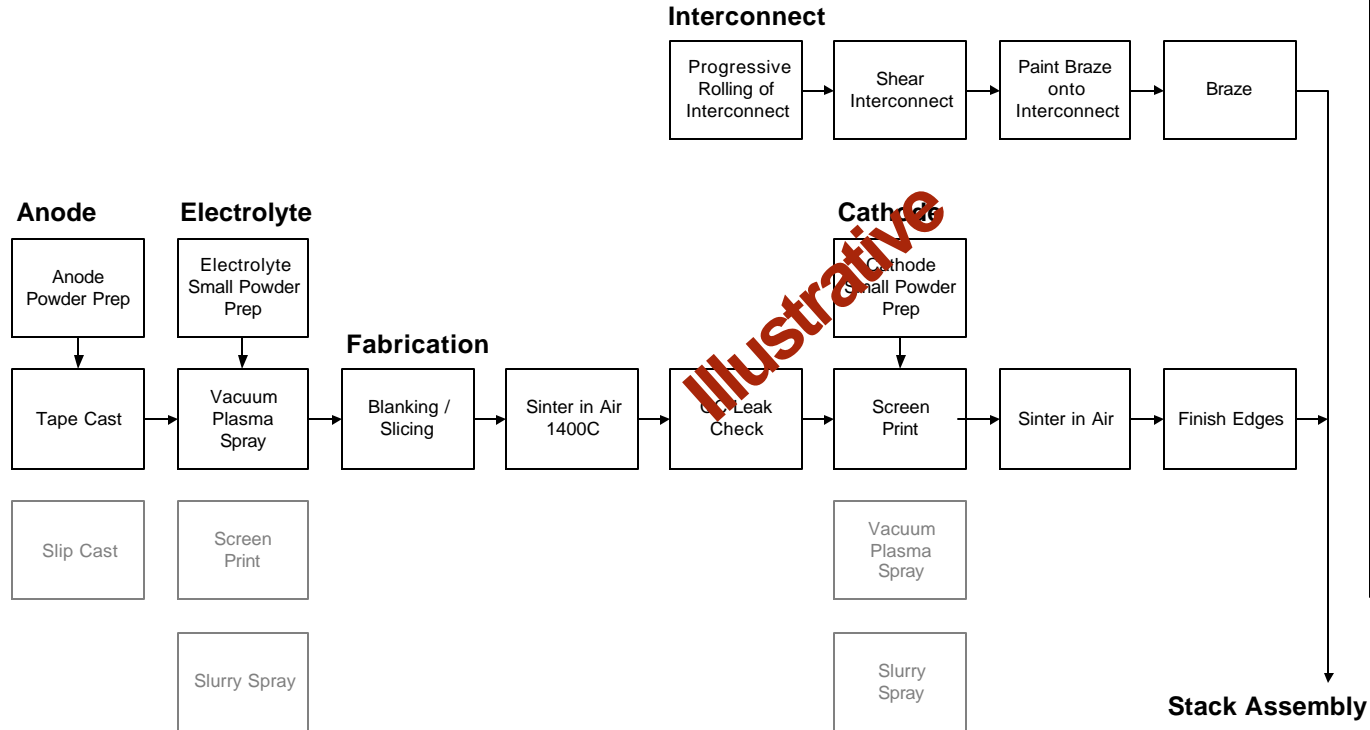 Interconnect
Progressive
Rolling of
Interconnect
Shear
Interconnect
Paint Braze
onto
Interconnect
Braze
Anode
Electrolyte
Cathode
Anode
Powder Prep
Electrolyte
Small Powder
Prep
Cathode
Small Powder
Prep
Illustrative
Fabrication
Tape Cast
Vacuum
Plasma
Spray
Blanking /
Slicing
Sinter in Air
1400C
QC Leak
Check
Screen
Print
Sinter in Air
Finish Edges
Slip Cast
Screen
Print
Vacuum
Plasma
Spray
Slurry Spray
Slurry
Spray
Stack Assembly